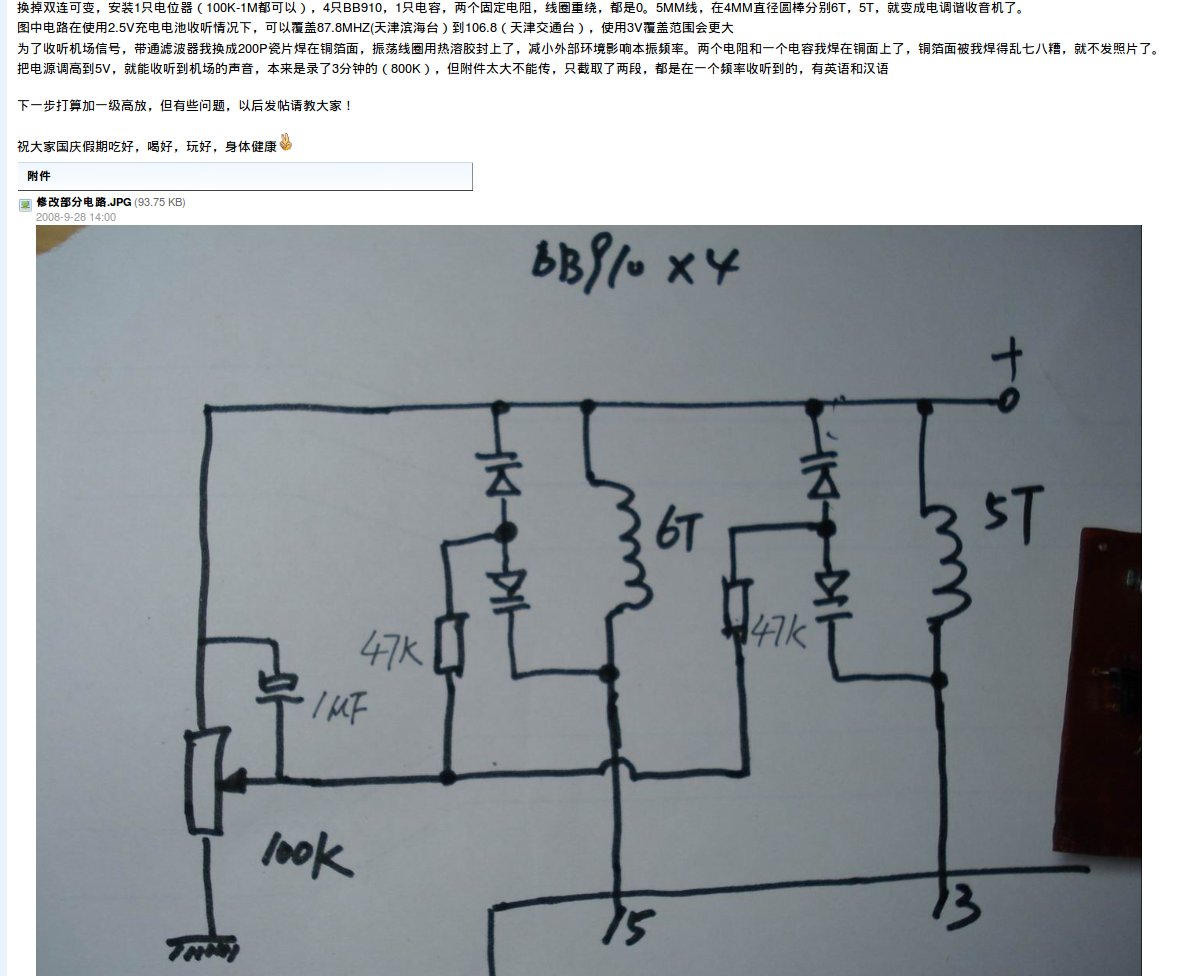 换掉双连可变，安装1只电位器（100K-1M都可以），4只BB910，1只电容，两个固定电阻，线圈重绕，都是0。5MM线，在4MM直径圆棒分别6T，5T，就变成电调谐收音机了。
图中电路在使用2.5V充电电池收听情况下，可以覆盖87.8MHZ(天津滨海台）到106.8（天津交通台），使用3V覆盖范围会更大
为了收听机场信号，带通滤波器我换成200P瓷片焊在铜箔面，振荡线圈用热溶胶封上了，减小外部环境影响本振频率。两个电阻和一个电容我焊在铜面上了，铜箔面被我焊得乱七八糟，就不发照片了。
把电源调高到5V，就能收听到机场的声音，本来是录了3分钟的（800K），但附件太大不能传，只截取了两段，都是在一个频率收听到的，有英语和汉语
下一步打算加一级高放，但有些问题，以后发帖请教大家！
祝大家国庆假期吃好，喝好，玩好，身体健康
附件
修改部分电路.JPG (93.75 KB)
2008-9-28 14:00
BB910 x 4
+
6T
5T
47K
47K
1μF
100K
15
13